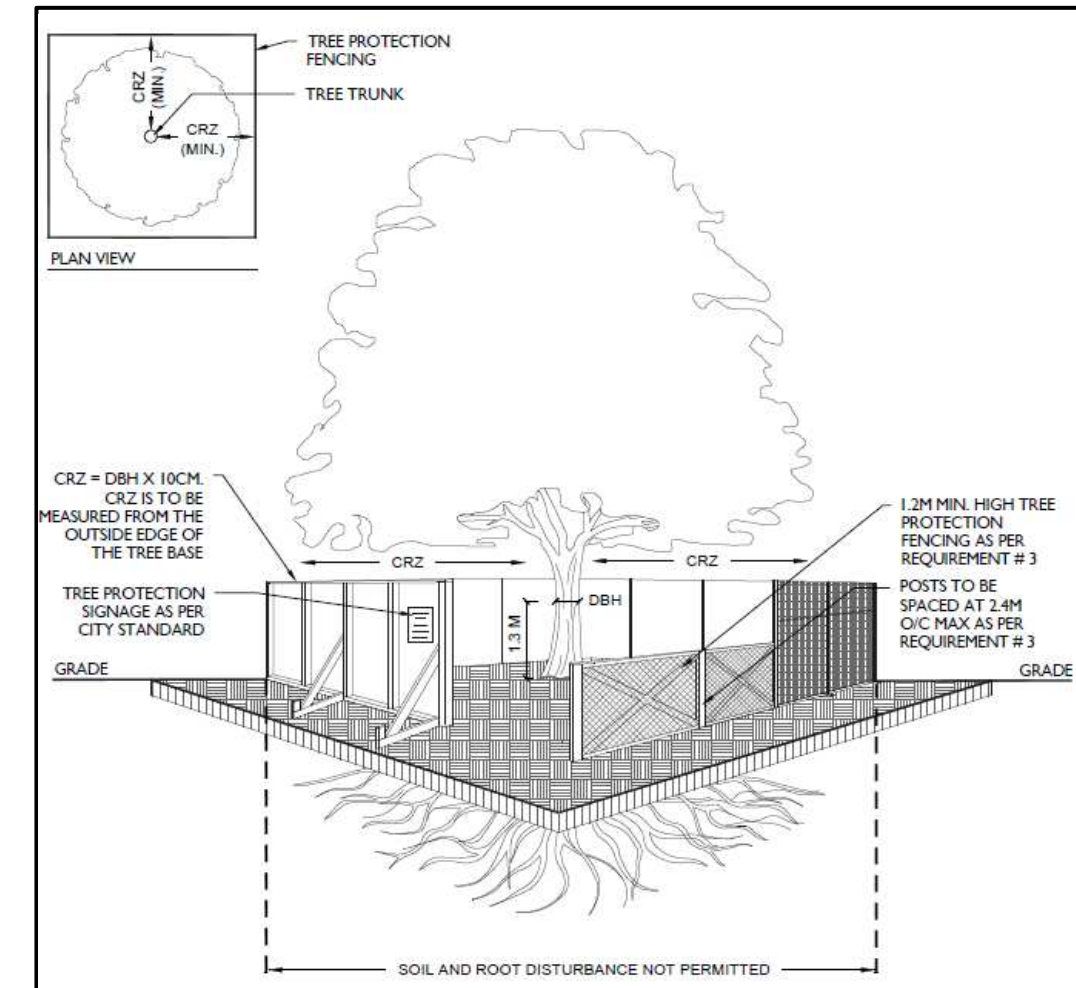 TREE PROTECTION
FENCING
TREE TRUNK
CRZ
(MIN.)
CRZ
(MIN.)
PLAN VIEW
CRZ = DBH X 10CM.
CRZ IS TO BE
MEASURED FROM THE
OUTSIDE EDGE OF
THE TREE BASE
TREE PROTECTION
SIGNAGE AS PER
CITY STANDARD
GRADE
CRZ
CRZ
DBH
1.3 M
1.2M MIN. HIGH TREE
PROTECTION
FENCING AS PER
REQUIREMENT # 3
POSTS TO BE
SPACED AT 2.4M
O/C MAX AS PER
REQUIREMENT # 3
GRADE
SOIL AND ROOT DISTURBANCE NOT PERMITTED